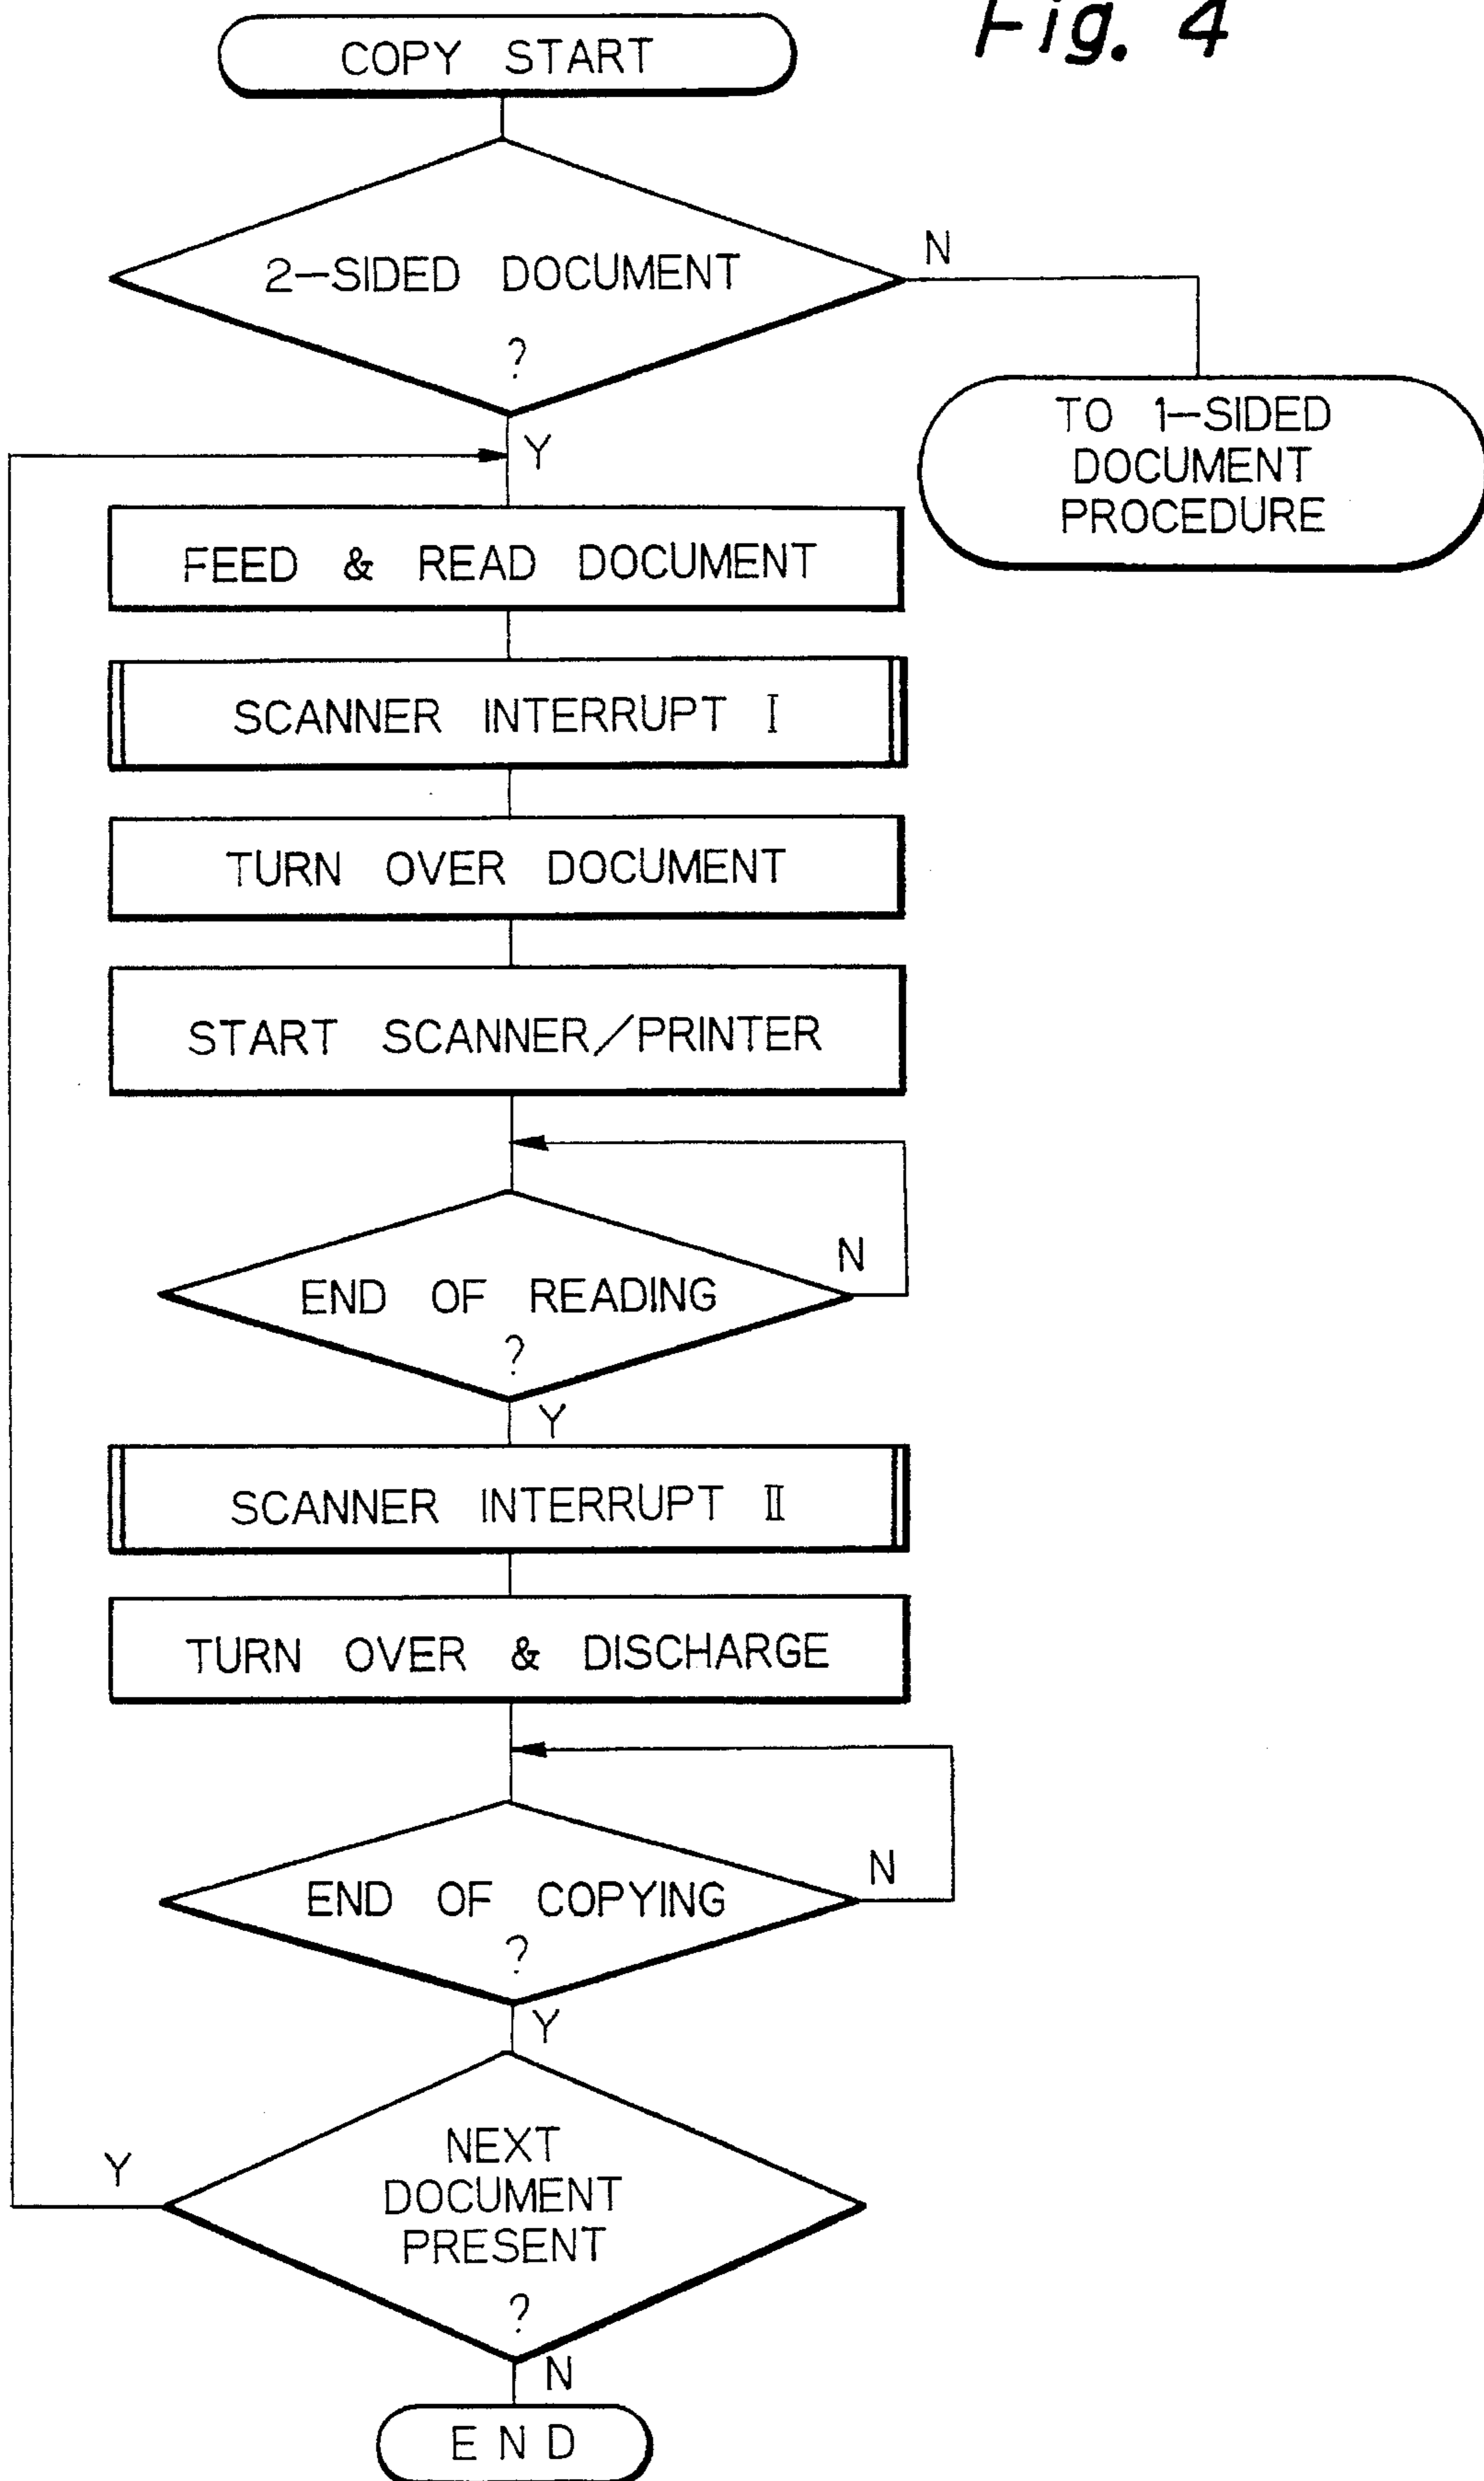 Fig. 4
COPY START
2-SIDED DOCUMENT
?
N
TO 1-SIDED
DOCUMENT
PROCEDURE
Y
FEED & READ DOCUMENT
SCANNER INTERRUPT I
TURN OVER DOCUMENT
START SCANNER/PRINTER
N
END OF READING
?
Y
SCANNER INTERRUPT II
TURN OVER & DISCHARGE
N
END OF COPYING
?
Y
Y
NEXT
DOCUMENT
PRESENT
?
N
END